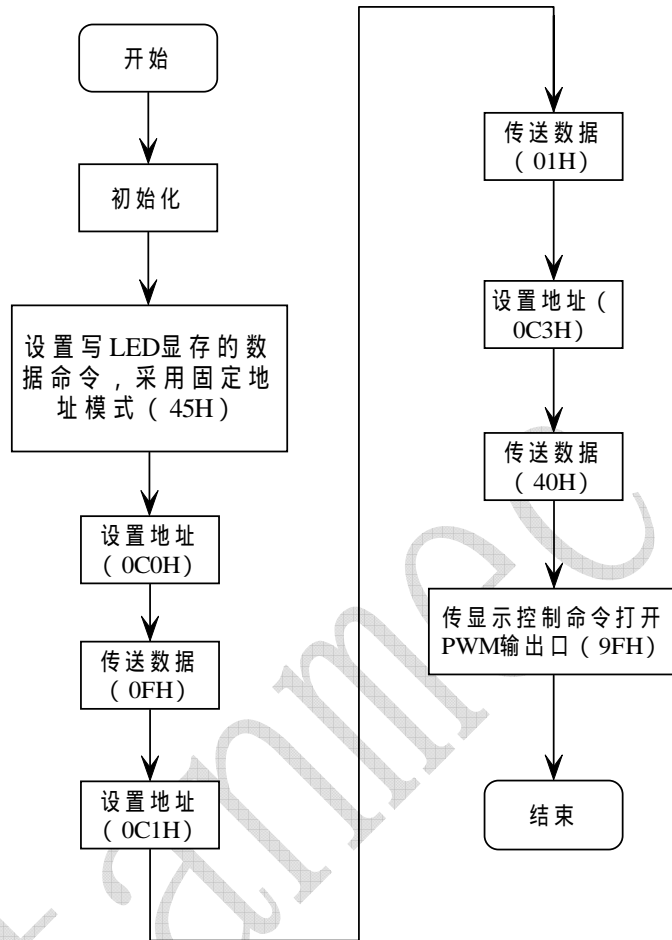 开始
初始化
设置写LED显存的数
据命令，采用固定地
址模式（45H）
设置地址
（0C0H）
传送数据
（0FH）
设置地址
（0C1H）
传送数据
（01H）
设置地址（
0C3H）
传送数据
（40H）
传显示控制命令打开
PWM输出口（9FH）
结束